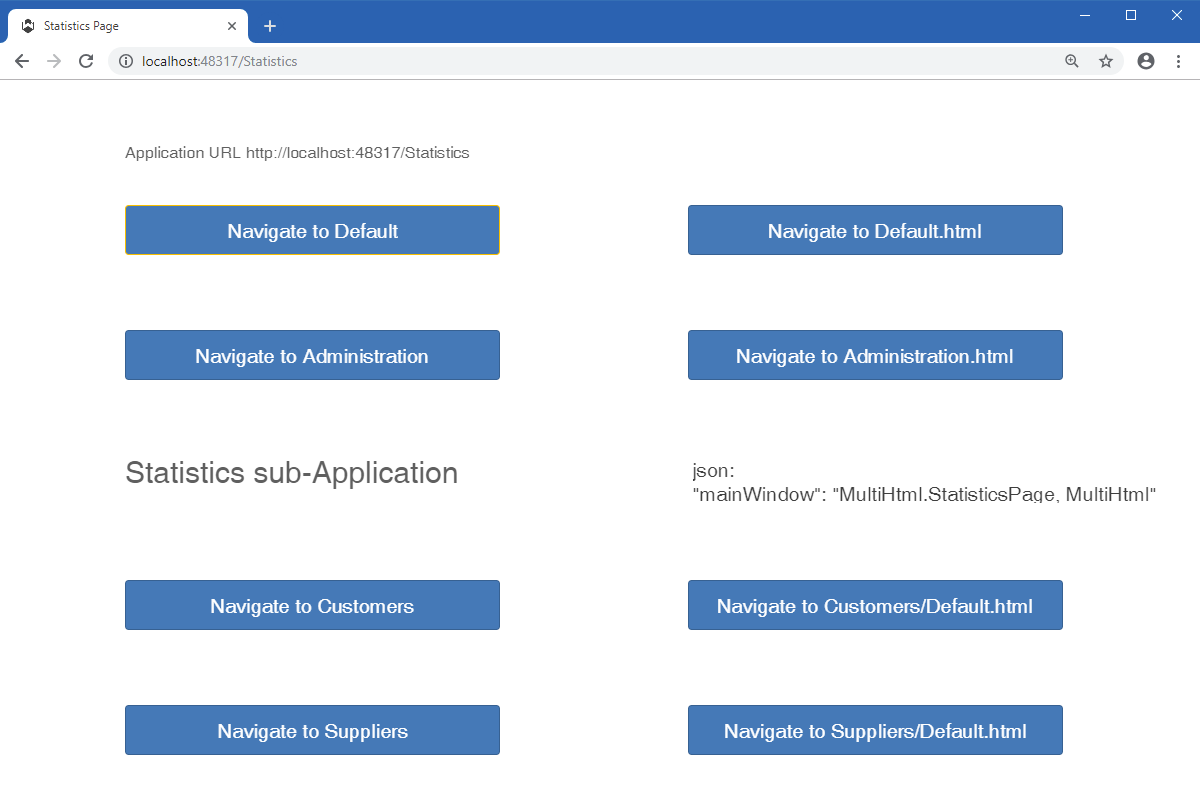 Statistics Page
localhost:48317/Statistics
Application URL http://localhost:48317/Statistics
Navigate to Default
Navigate to Default.html
Navigate to Administration
Navigate to Administration.html
Statistics sub-Application
json:
"mainWindow": "MultiHtml.StatisticsPage, MultiHtml"
Navigate to Customers
Navigate to Customers/Default.html
Navigate to Suppliers
Navigate to Suppliers/Default.html